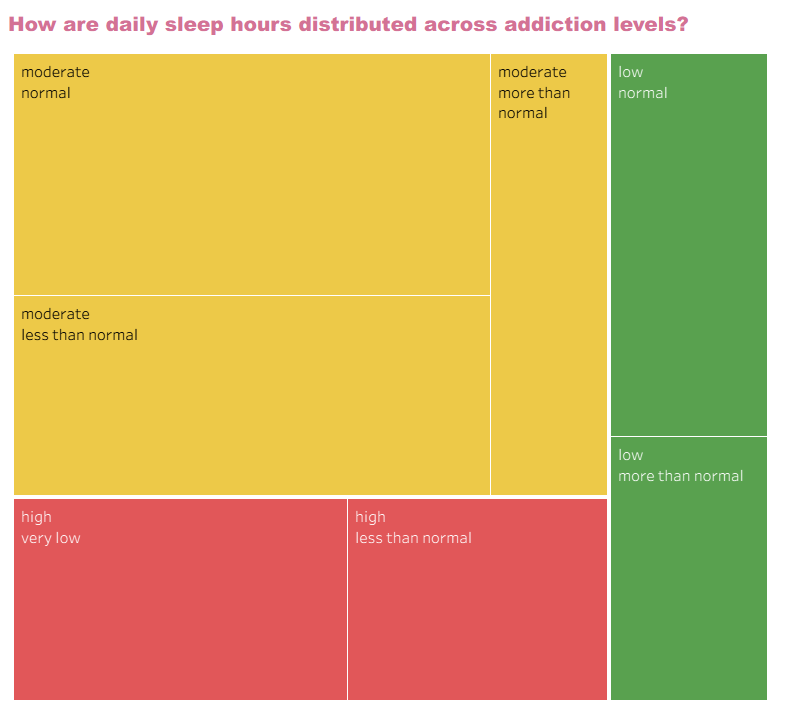 How are daily sleep hours distributed across addiction levels?
moderate
normal
moderate
more than
normal
low
normal
moderate
less than normal
low
more than normal
high
very low
high
less than normal